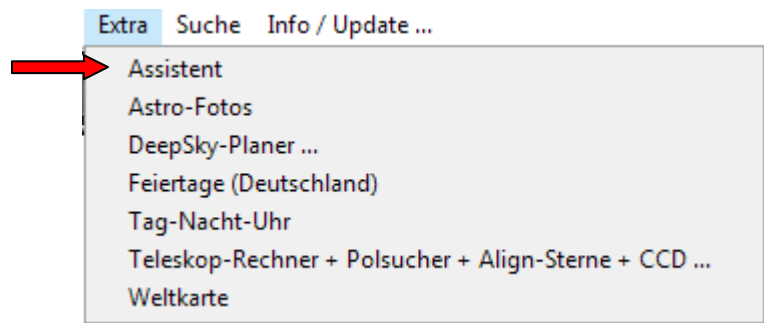 Extra Suche Info / Update ...
Assistent
Astro-Fotos
DeepSky-Planer ...
Feiertage (Deutschland)
Tag-Nacht-Uhr
Teleskop-Rechner + Polsucher + Align-Sterne + CCD ...
Weltkarte